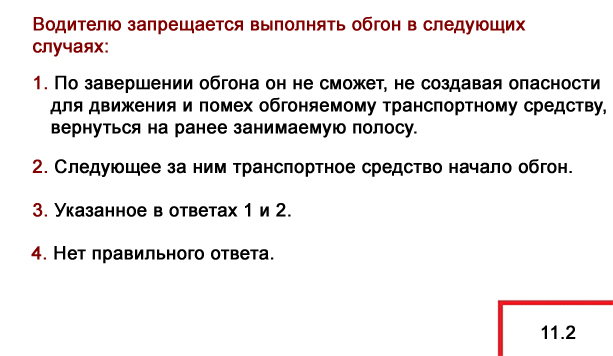 Водителю запрещается выполнять обгон в следующих
случаях:
1. По завершении обгона он не сможет, не создавая опасности
для движения и помех обгоняемому транспортному средству,
вернуться на ранее занимаемую полосу.
2. Следующее за ним транспортное средство начало обгон.
3. Указанное в ответах 1 и 2.
4. Нет правильного ответа.
11.2